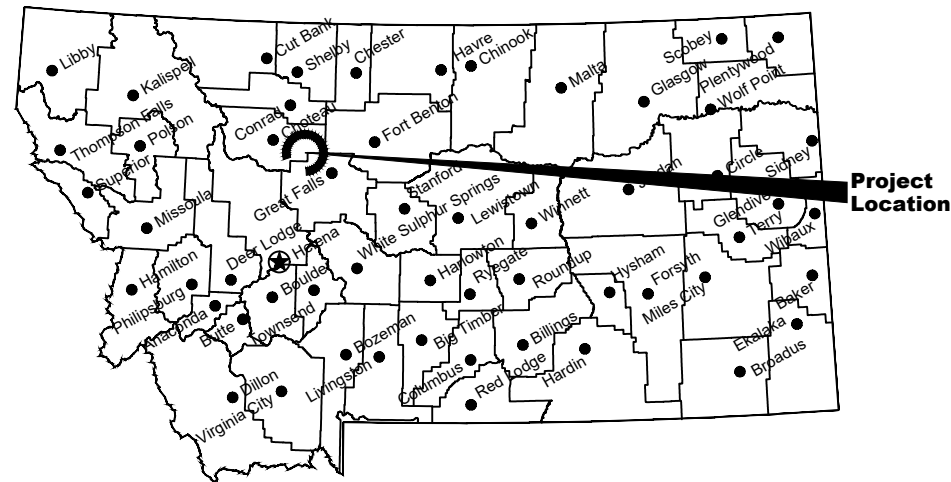 Libby
Kalispell
Cut Bank
Shelby
Chester
Havre
Chinook
Malta
Scobey
Plentywood
Glasgow
Wolf Point
Thompson Falls
Polson
Conrad
Choteau
Fort Benton
Superior
Missoula
Great Falls
Stanford
Lewistown
Winnett
Jordan
Circle
Sidney
Glendive
Terry
Wibaux
Project
Location
White Sulphur Springs
Deer Lodge
Helena
Hamilton
Philipsburg
Anaconda
Butte
Boulder
Townsend
Harlowton
Ryegate
Roundup
Hysham
Forsyth
Miles City
Baker
Ekalaka
Broadus
Bozeman
Livingston
Big Timber
Columbus
Billings
Red Lodge
Hardin
Dillon
Virginia City